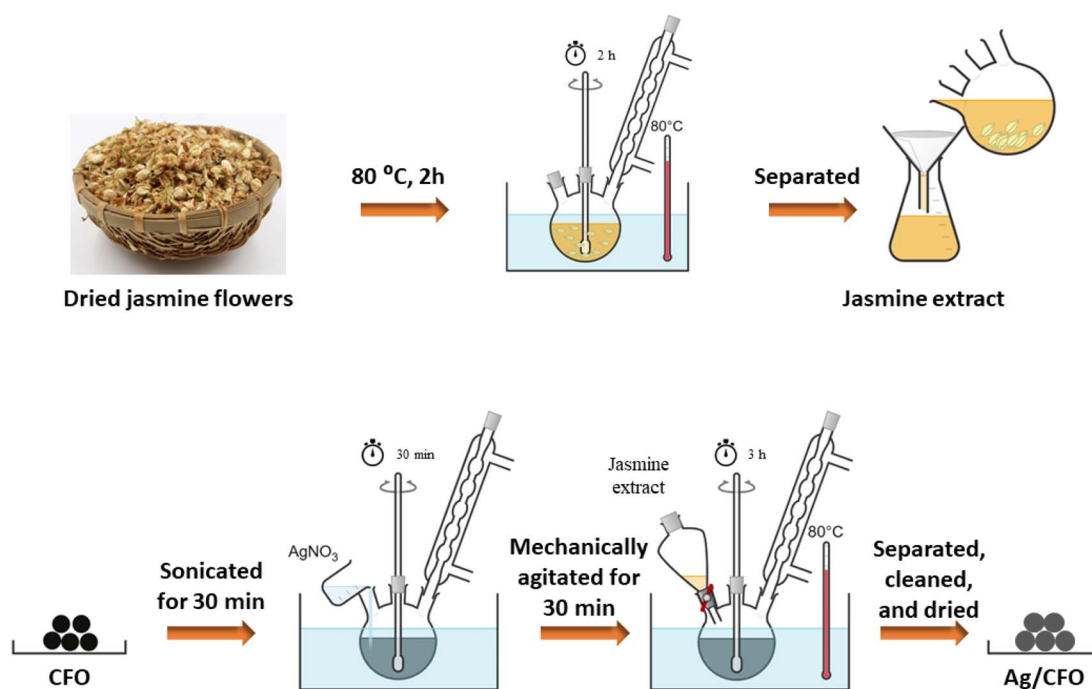 2 h
80°C
80 °C, 2h
Separated
Dried jasmine flowers
Jasmine extract
30 min
3 h
Jasmine
extract
AgNO₃
80°C
Sonicated
for 30 min
Mechanically
agitated for
30 min
Separated,
cleaned,
and dried
CFO
Ag/CFO